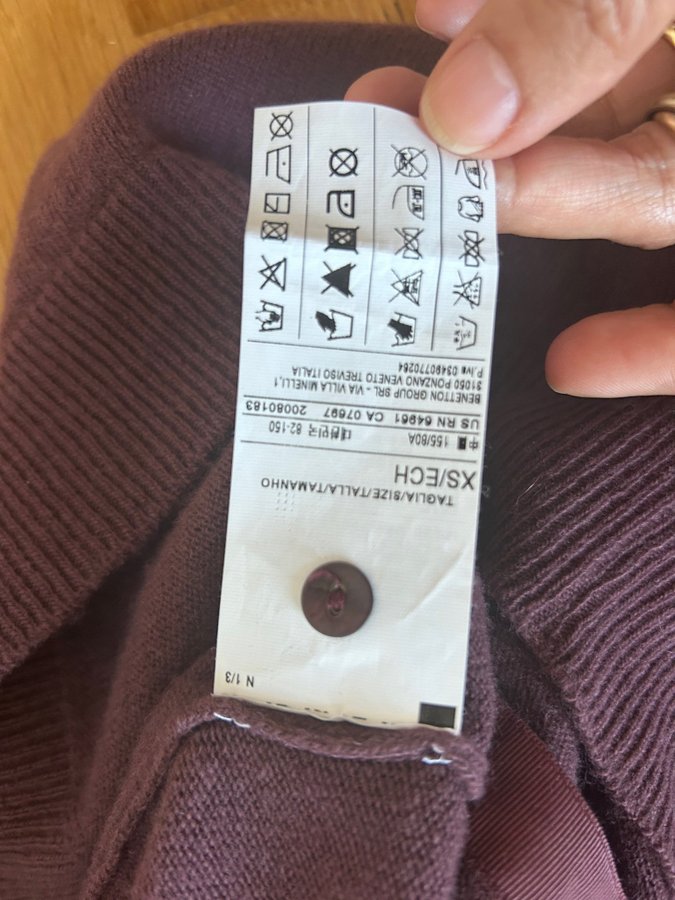 N 1/3
TAGLIA/SIZE/TALLA/TAMANHO
XS/ECH
中国 155/80A 대한민국 82-150
US RN 64961 CA 07697 20080183
BENETTON GROUP SRL - VIA VILLA MINELLI,1
31050 PONZANO VENETO TREVISO ITALIA
P.Iva 03490770264